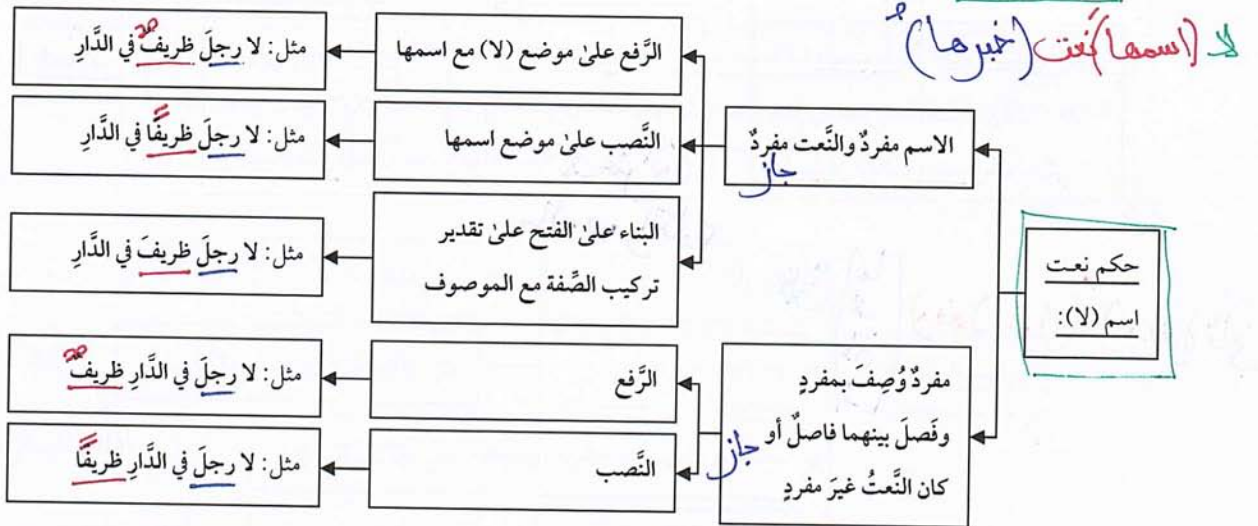 لا (اسمها) نعت (خبرها)
حكم نعت
اسم (لا):
الاسم مفردٌ والنَّعت مفردٌ
جاز
الرَّفع علىٰ موضع (لا) مع اسمها
مثل: لا رجلَ ظريفٌ في الدَّارِ
النَّصب علىٰ موضع اسمها
مثل: لا رجلَ ظريفًا في الدَّارِ
البناء علىٰ الفتح علىٰ تقدير
تركيب الصِّفة مع الموصوف
مثل: لا رجلَ ظريفَ في الدَّارِ
مفردٌ وُصِفَ بمفردٍ
وفَصلَ بينهما فاصلٌ أو
كان النَّعتُ غيرَ مفردٍ
جاز
الرَّفع
مثل: لا رجلَ في الدَّارِ ظريفٌ
النَّصب
مثل: لا رجلَ في الدَّارِ ظريفًا